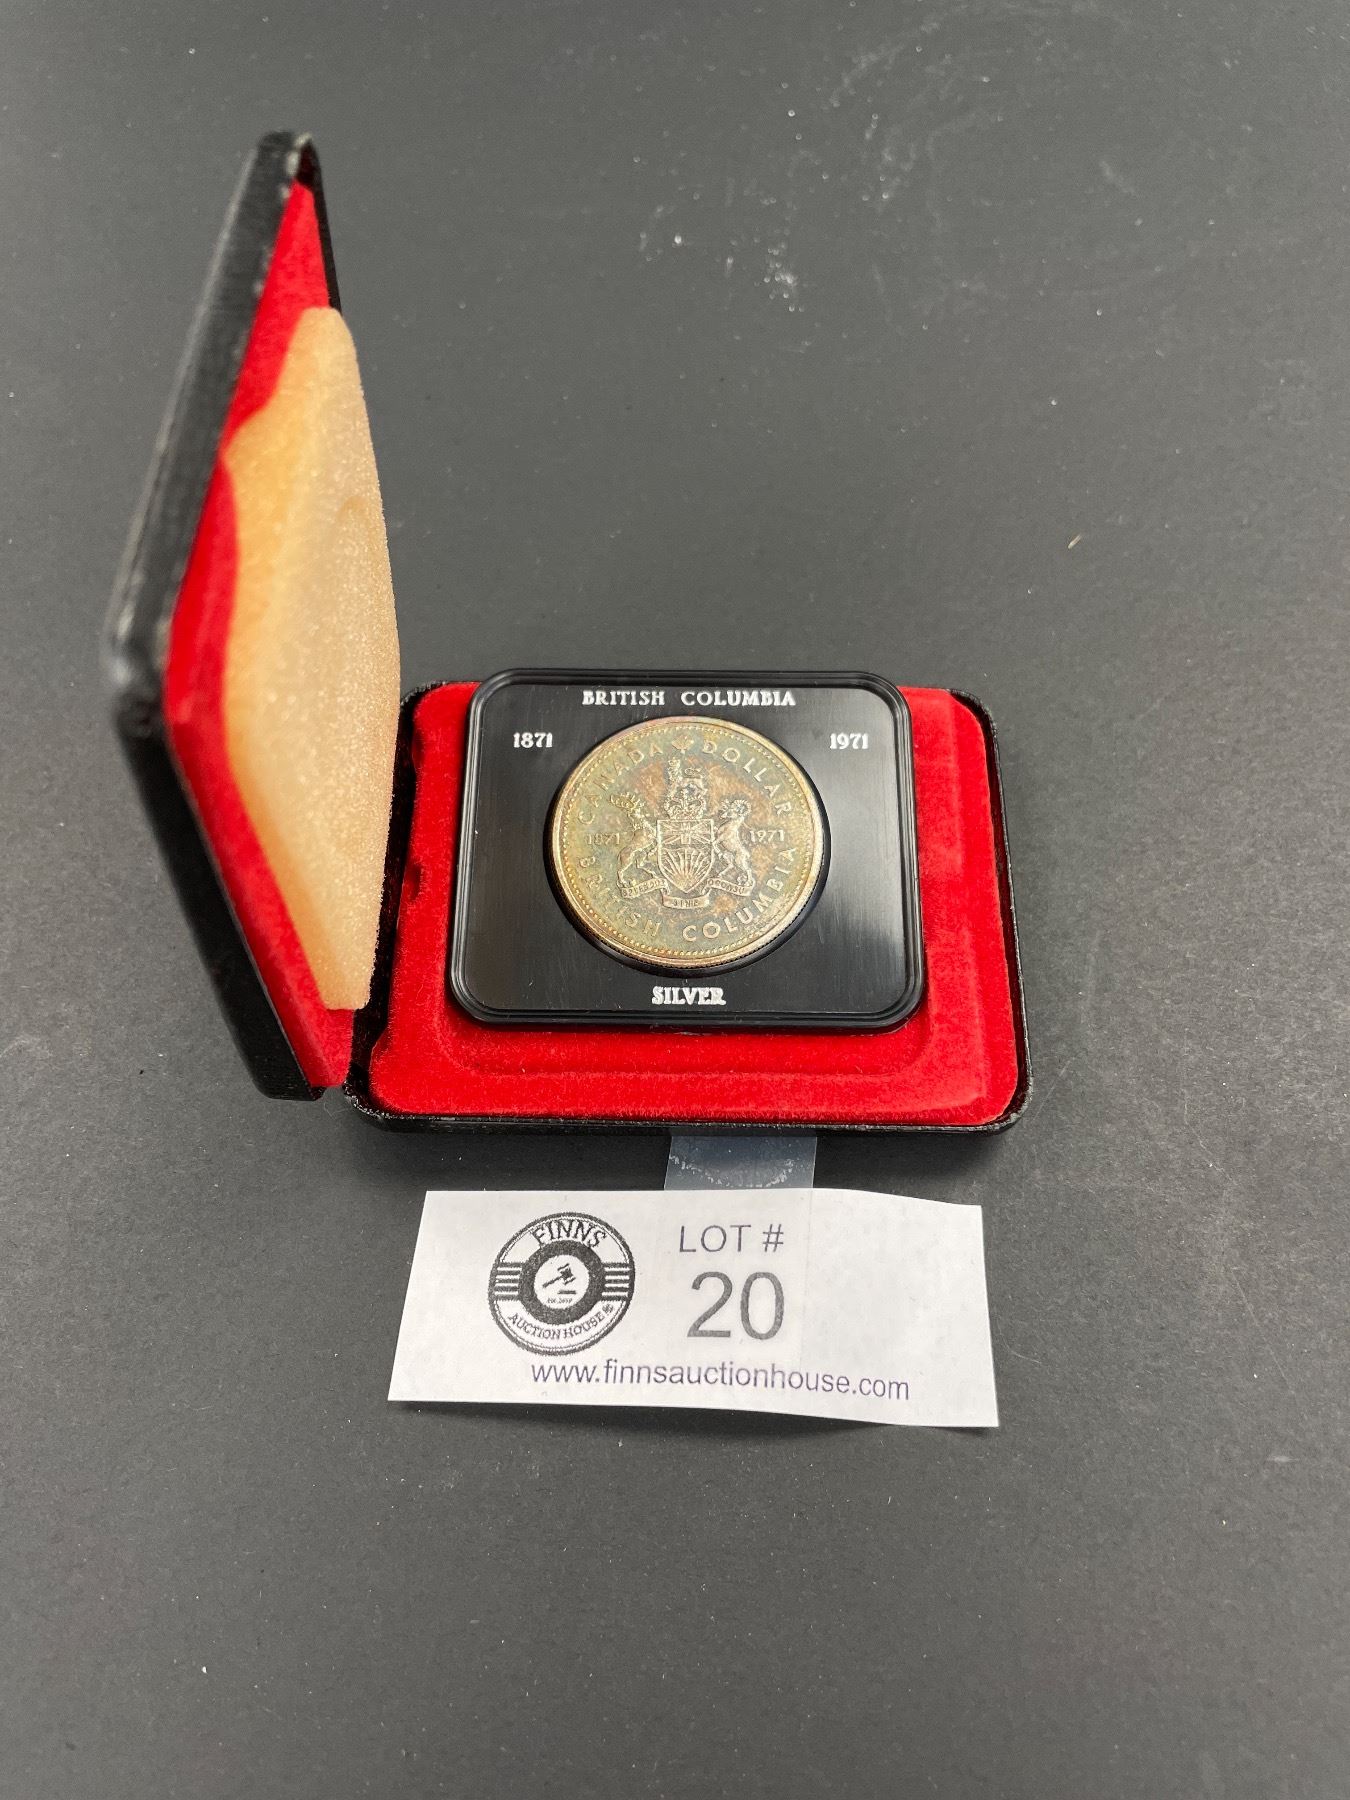 BRITISH COLUMBIA
1871 1971
CANADA DOLLAR
1871 1971
BRITISH COLUMBIA
SILVER
FINNS
AUCTION HOUSE
LOT #
20
www.finnsauctionhouse.com